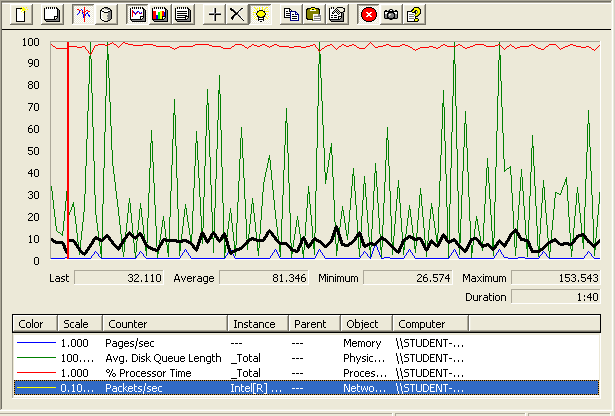 100
90
80
70
60
50
40
30
20
10
0
Last 32.110 Average 81.346 Minimum 26.574 Maximum 153.543
Duration 1:40
Color Scale Counter Instance Parent Object Computer
1.000 Pages/sec --- --- Memory \\STUDENT-...
100.... Avg. Disk Queue Length _Total --- Physic... \\STUDENT-...
1.000 % Processor Time _Total --- Proces... \\STUDENT-...
0.10... Packets/sec Intel[R] ... --- Netwo... \\STUDENT-...